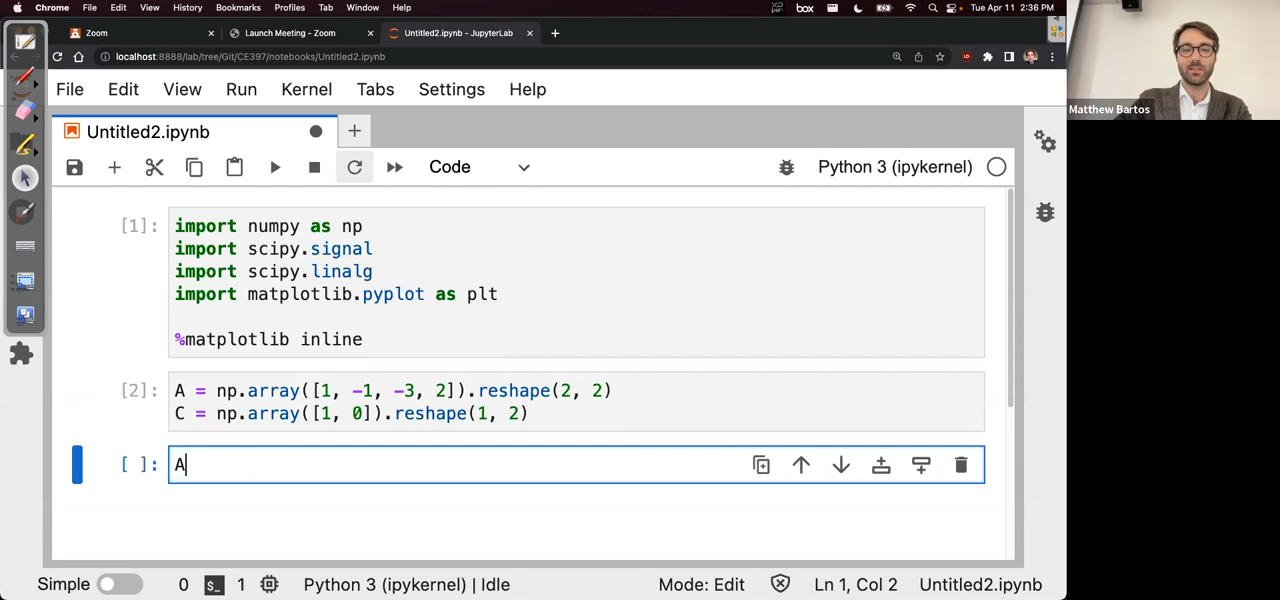 Chrome File Edit View History Bookmarks Profiles Tab Window Help box Tue Apr 11 2:36 PM
Zoom Launch Meeting - Zoom Untitled2.ipynb - JupyterLab
localhost:8888/lab/tree/Git/CE397/notebooks/Untitled2.ipynb
Matthew Bartos
File Edit View Run Kernel Tabs Settings Help
Untitled2.ipynb
Code Python 3 (ipykernel)
[1]: import numpy as np
import scipy.signal
import scipy.linalg
import matplotlib.pyplot as plt
%matplotlib inline
[2]: A = np.array([1, -1, -3, 2]).reshape(2, 2)
C = np.array([1, 0]).reshape(1, 2)
[ ]: A
Simple 0 $_ 1 Python 3 (ipykernel) | Idle Mode: Edit Ln 1, Col 2 Untitled2.ipynb